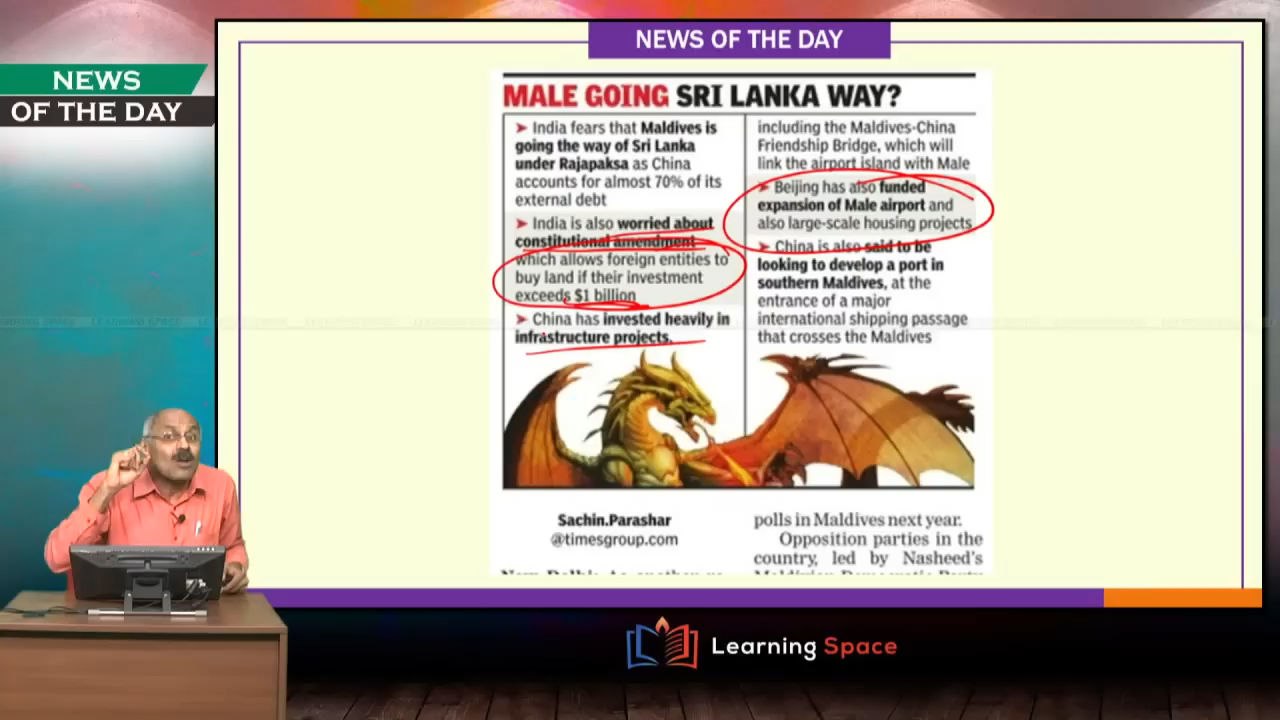 NEWS OF THE DAY
NEWS
OF THE DAY
MALE GOING SRI LANKA WAY?
➤ India fears that Maldives is
going the way of Sri Lanka
under Rajapaksa as China
accounts for almost 70% of its
external debt
➤ India is also worried about
constitutional amendment
which allows foreign entities to
buy land if their investment
exceeds $1 billion
➤ China has invested heavily in
infrastructure projects,
including the Maldives-China
Friendship Bridge, which will
link the airport island with Male
➤ Beijing has also funded
expansion of Male airport and
also large-scale housing projects
➤ China is also said to be
looking to develop a port in
southern Maldives, at the
entrance of a major
international shipping passage
that crosses the Maldives
Sachin.Parashar
@timesgroup.com
polls in Maldives next year.
Opposition parties in the
country, led by Nasheed's
Learning Space